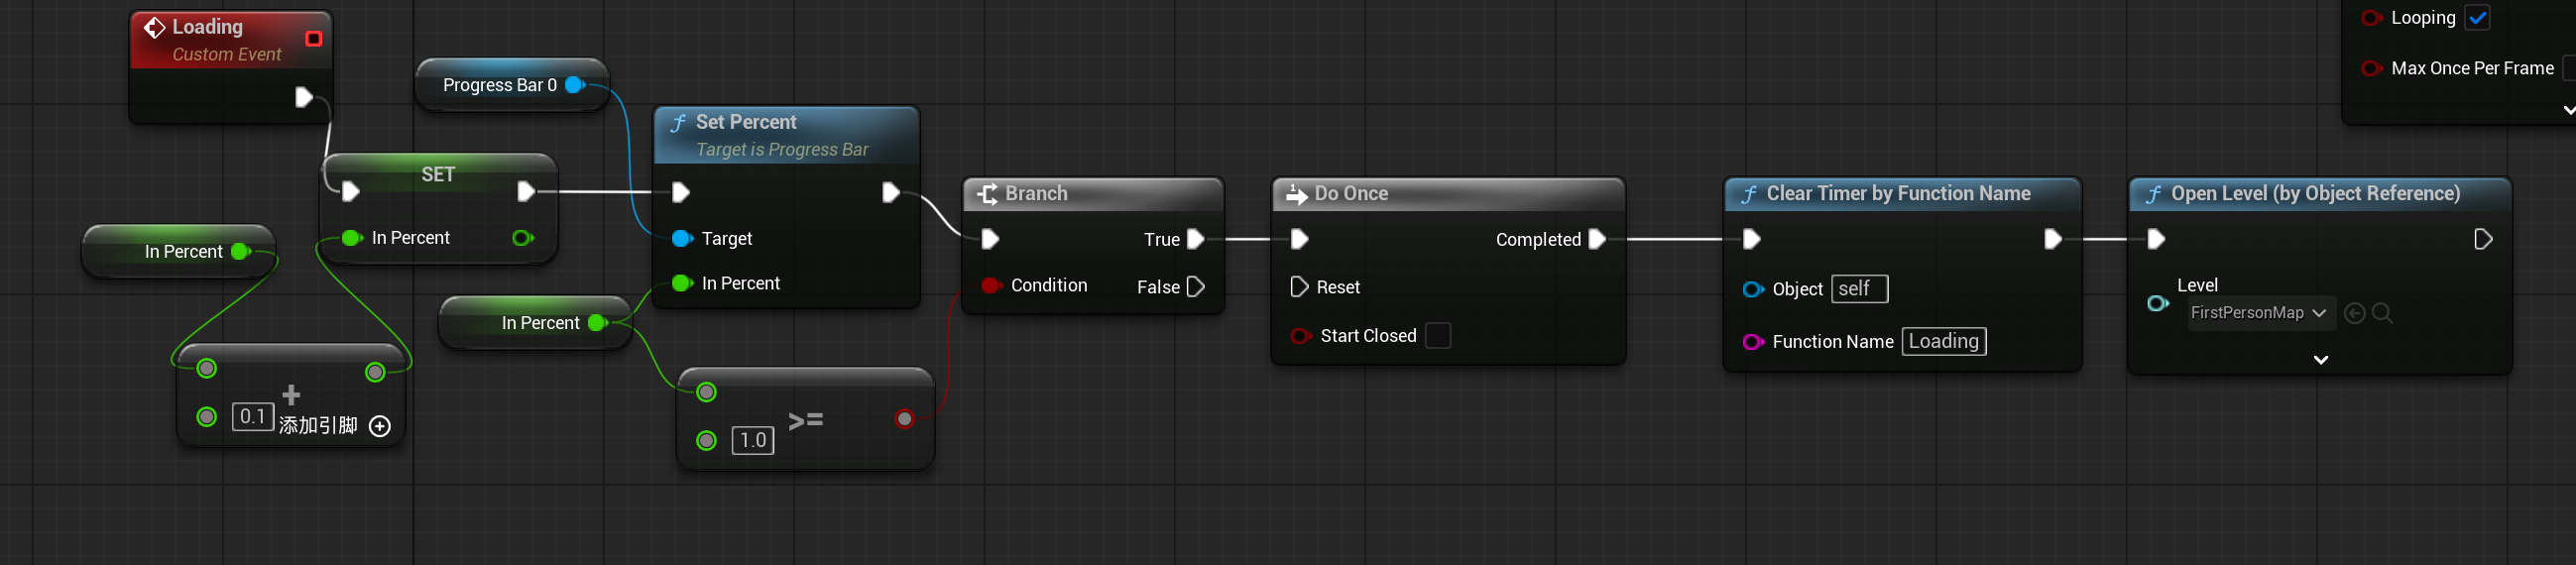 Loading
Custom Event
Progress Bar 0
Looping
Max Once Per Frame
Set Percent
Target is Progress Bar
SET
In Percent
In Percent
Target
In Percent
In Percent
0.1
添加引脚
>=
1.0
Branch
True
Condition
False
Do Once
Completed
Reset
Start Closed
Clear Timer by Function Name
Object
self
Function Name
Loading
Open Level (by Object Reference)
Level
FirstPersonMap